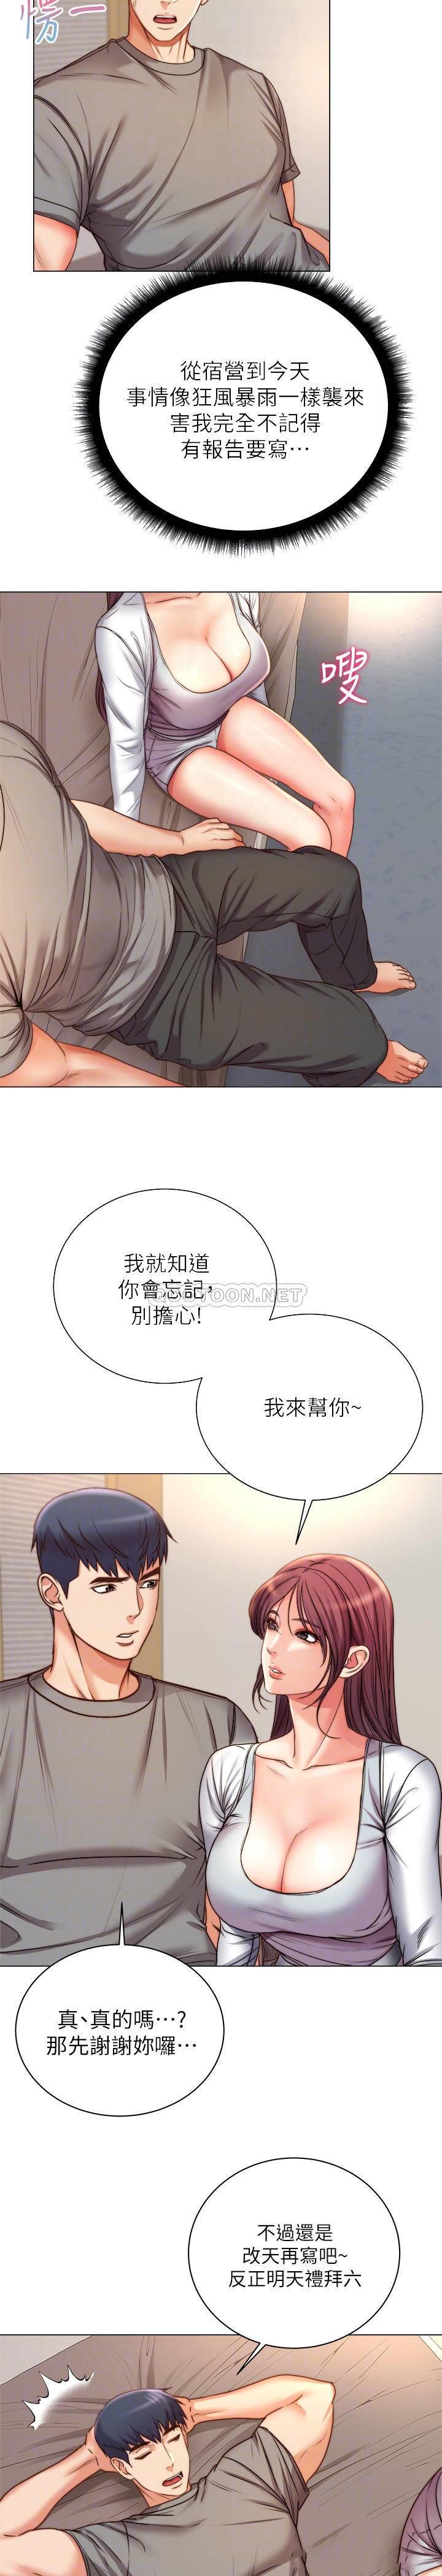 愣一
從宿營到今天
事情像狂風暴雨一樣襲來
害我完全不記得
有報告要寫…
嗖
我就知道
你會忘記，
別擔心!
我來幫你~
真、真的嗎…?
那先謝謝妳囉…
不過還是
改天再寫吧~
反正明天禮拜六